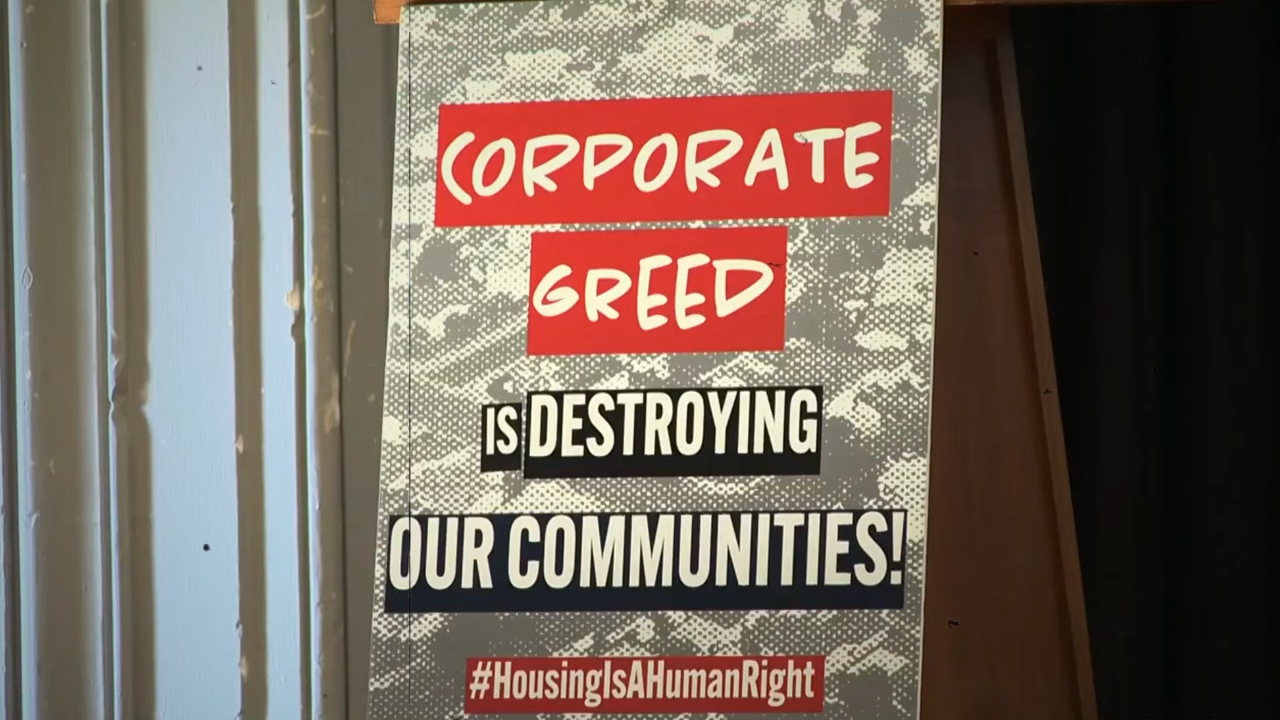 CORPORATE
GREED
IS DESTROYING
OUR COMMUNITIES!
#HousingIsAHumanRight